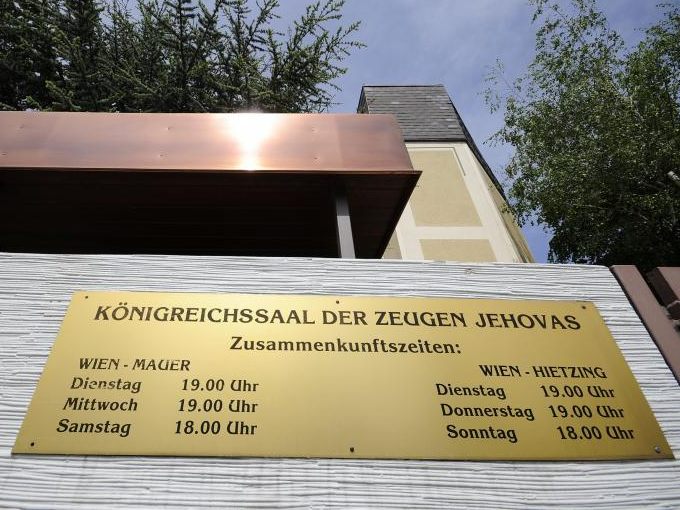 KÖNIGREICHSSAAL DER ZEUGEN JEHOVAS
Zusammenkunftszeiten:
WIEN - MAUER
Dienstag 19.00 Uhr
Mittwoch 19.00 Uhr
Samstag 18.00 Uhr
WIEN - HIETZING
Dienstag 19.00 Uhr
Donnerstag 19.00 Uhr
Sonntag 18.00 Uhr